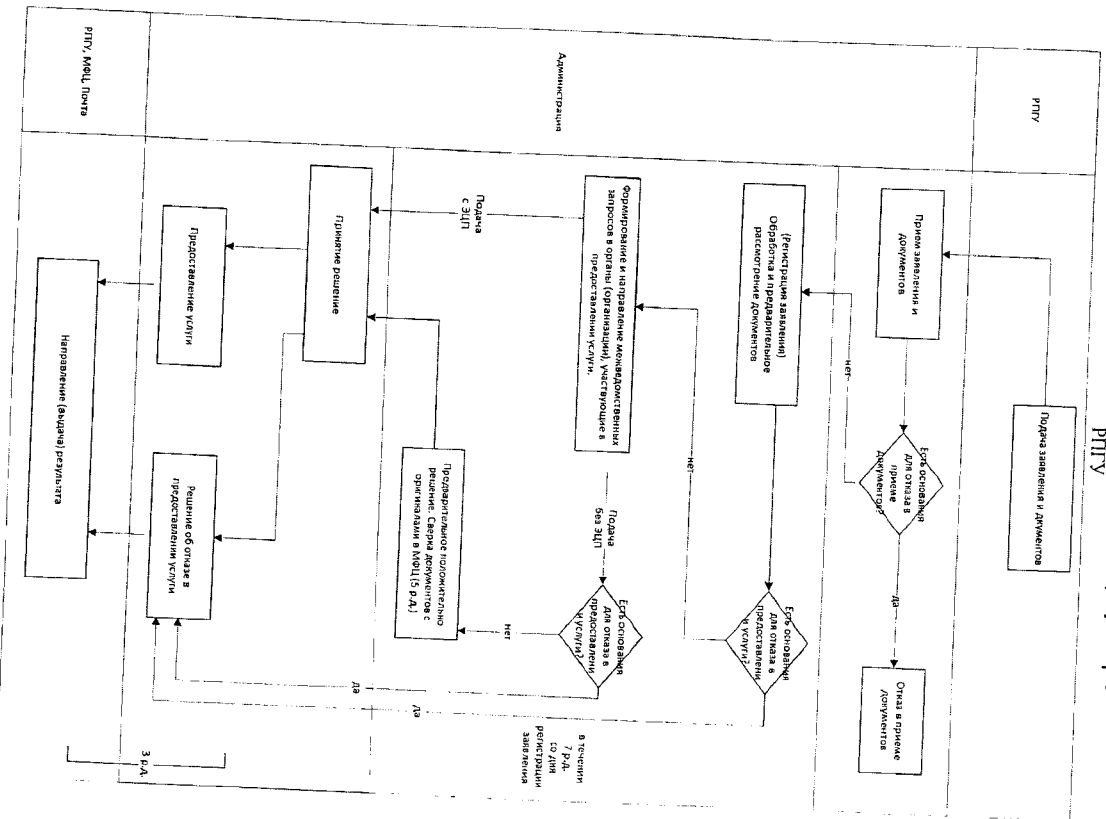 РПГУ
РПГУ
Подача заявления и документов
Администрация
Прием заявления и
документов
Есть основания
для отказа в
приеме
документов?
да
Отказ в приеме
документов
нет
(Регистрация заявления)
Обработка и предварительное
рассмотрение документов
Есть основания
для отказа в
предоставлени
и услуги?
нет
да
Формирование и направление межведомственных
запросов в органы (организации), участвующие в
предоставлении услуги.
Подача
без ЭЦП
Есть основания
для отказа в
предоставлени
и услуги?
в течении
7 р.д.
со дня
регистрации
заявления
Подача
с ЭЦП
нет
да
Предварительное положительно
решение. Сверка документов с
оригиналами в МФЦ (5 р.д.)
Принятие решение
Предоставление услуги
Решение об отказе в
предоставлении услуги
РПГУ, МФЦ, Почта
Направление (выдача) результата
3 р.д.